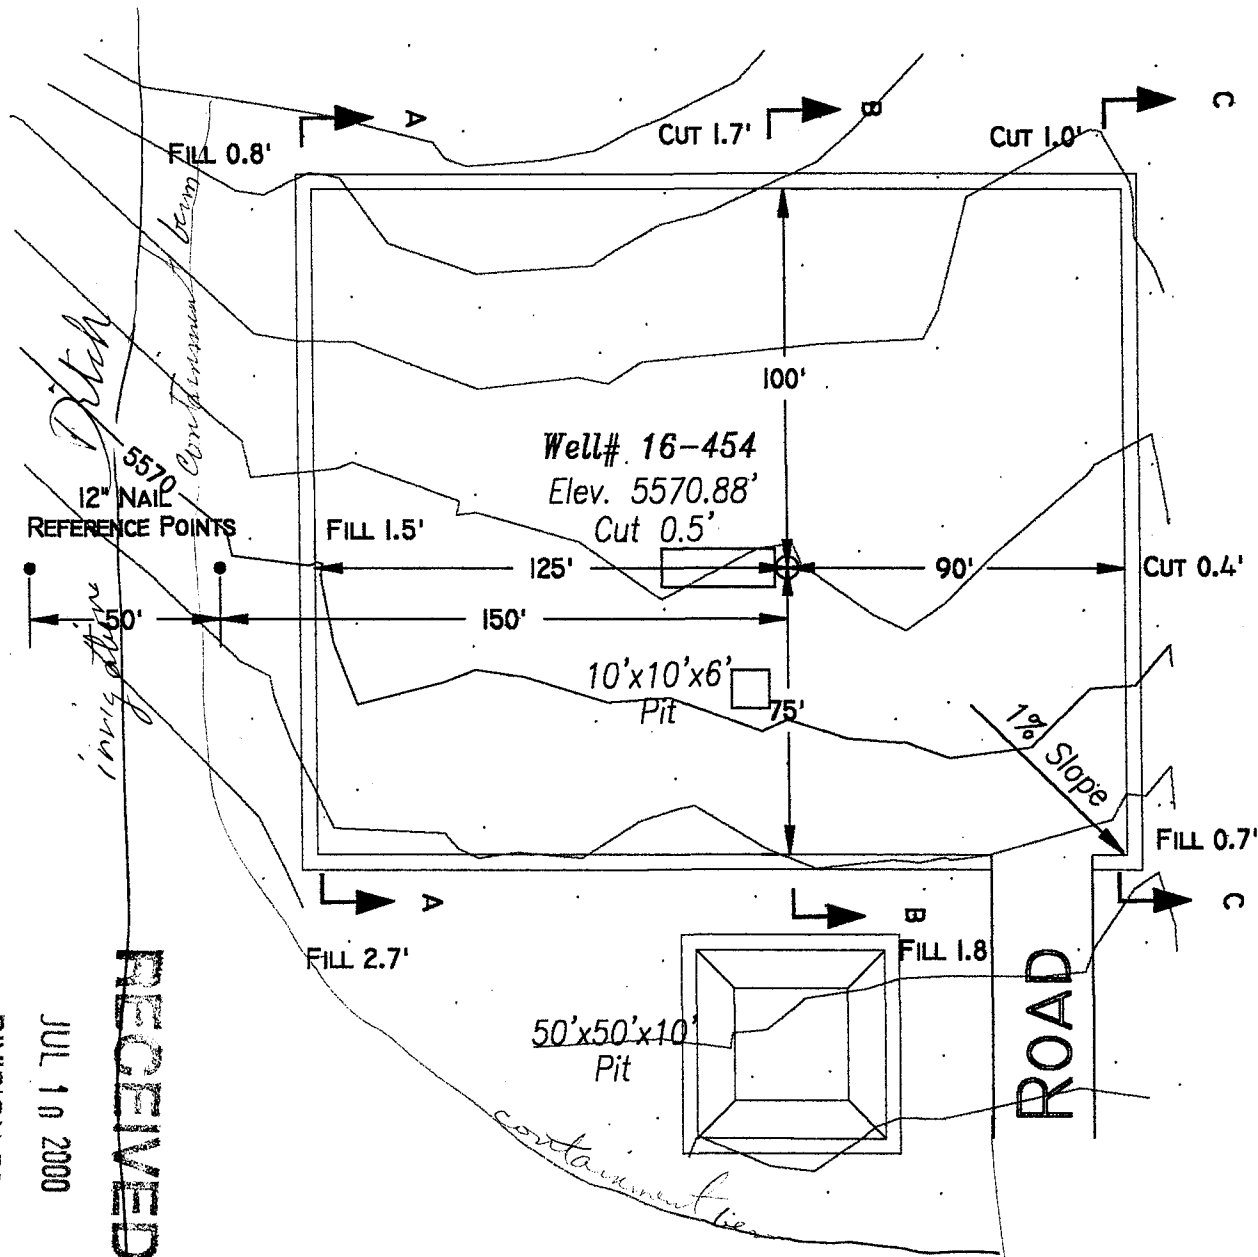 A
B
C
FILL 0.8'
CUT 1.7'
CUT 1.0'
containment berm
100'
Ditch
Well# 16-454
Elev. 5570.88'
Cut 0.5'
5570
12" NAIL
REFERENCE POINTS
FILL 1.5'
125'
90'
CUT 0.4'
50'
150'
irrigation
10'x10'x6'
Pit
75'
1% Slope
FILL 0.7'
A
B
C
FILL 2.7'
FILL 1.8
ROAD
50'x50'x10'
Pit
RECEIVED
JUL 10 2000
containment